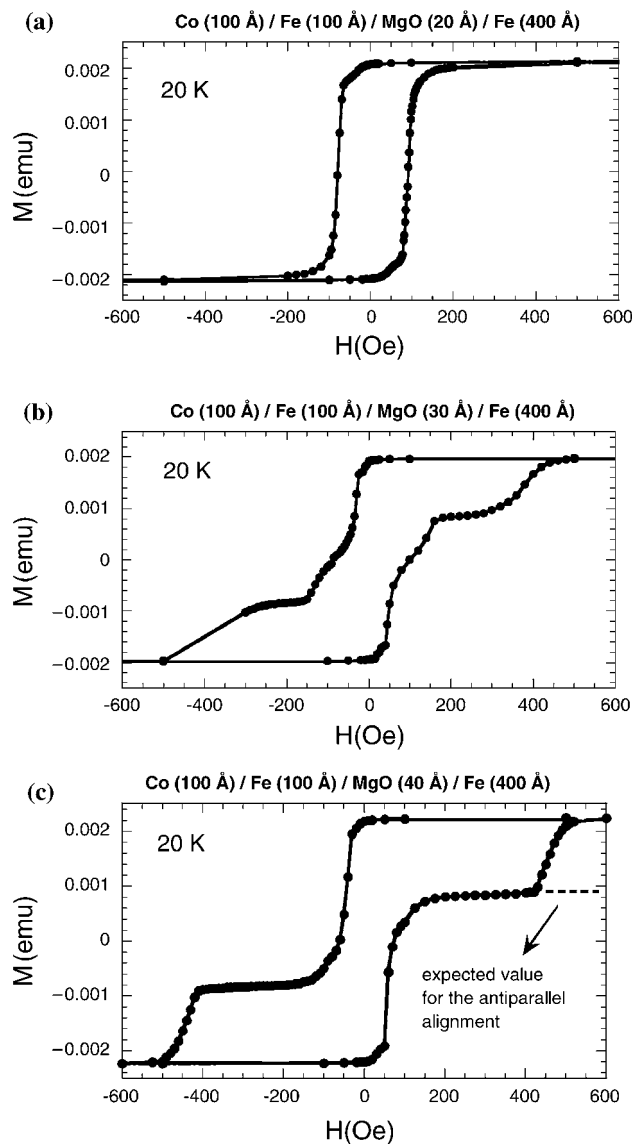 (a)
Co (100 Å) / Fe (100 Å) / MgO (20 Å) / Fe (400 Å)
20 K
M (emu)
0.002
0.001
0
−0.001
−0.002
-600 -400 -200 0 200 400 600
H(Oe)
(b)
Co (100 Å) / Fe (100 Å) / MgO (30 Å) / Fe (400 Å)
20 K
M (emu)
0.002
0.001
0
−0.001
−0.002
-600 -400 -200 0 200 400 600
H(Oe)
(c)
Co (100 Å) / Fe (100 Å) / MgO (40 Å) / Fe (400 Å)
20 K
M (emu)
0.002
0.001
0
−0.001
−0.002
expected value
for the antiparallel
alignment
-600 -400 -200 0 200 400 600
H(Oe)